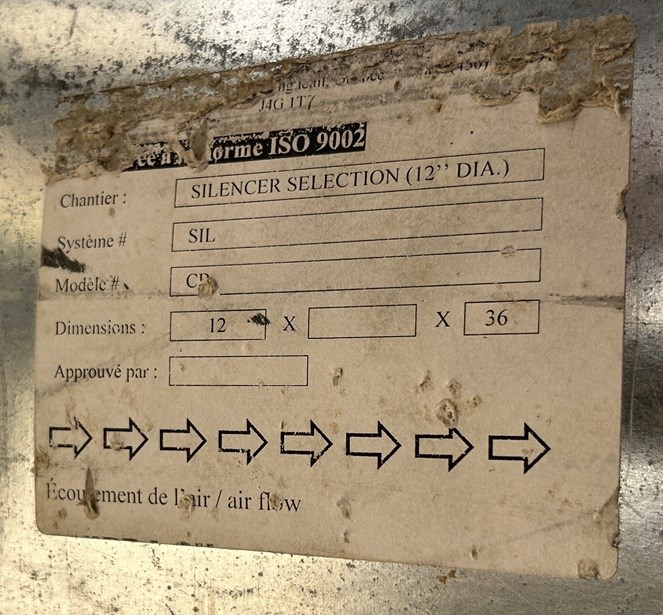 J4G 1T7
ISO 9002
Chantier : SILENCER SELECTION (12’’ DIA.)
Système # SIL
Modèle #
Dimensions : 12 X X 36
Approuvé par :
Écoulement de l'air / air flow